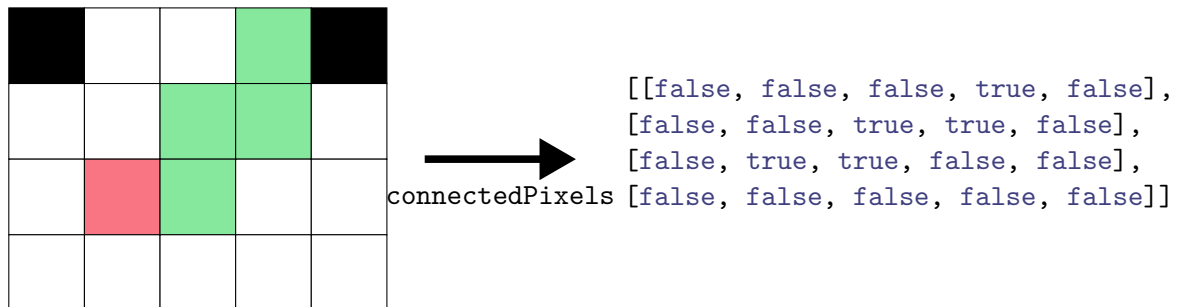 [[false, false, false, true, false],
[false, false, true, true, false],
[false, true, true, false, false],
connectedPixels [false, false, false, false, false]]